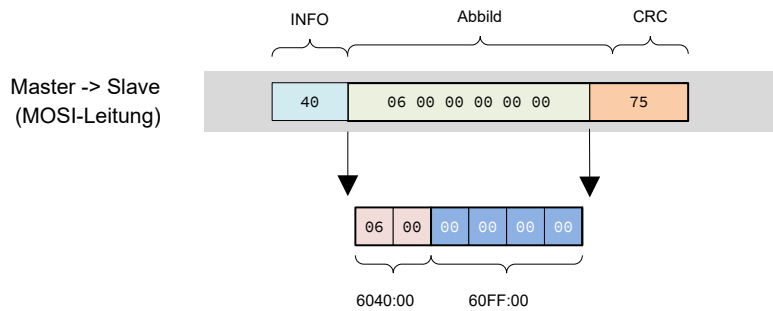 INFO Abbild CRC
Master -> Slave
(MOSI-Leitung)
40 06 00 00 00 00 00 75
06 00 00 00 00 00
6040:00 60FF:00